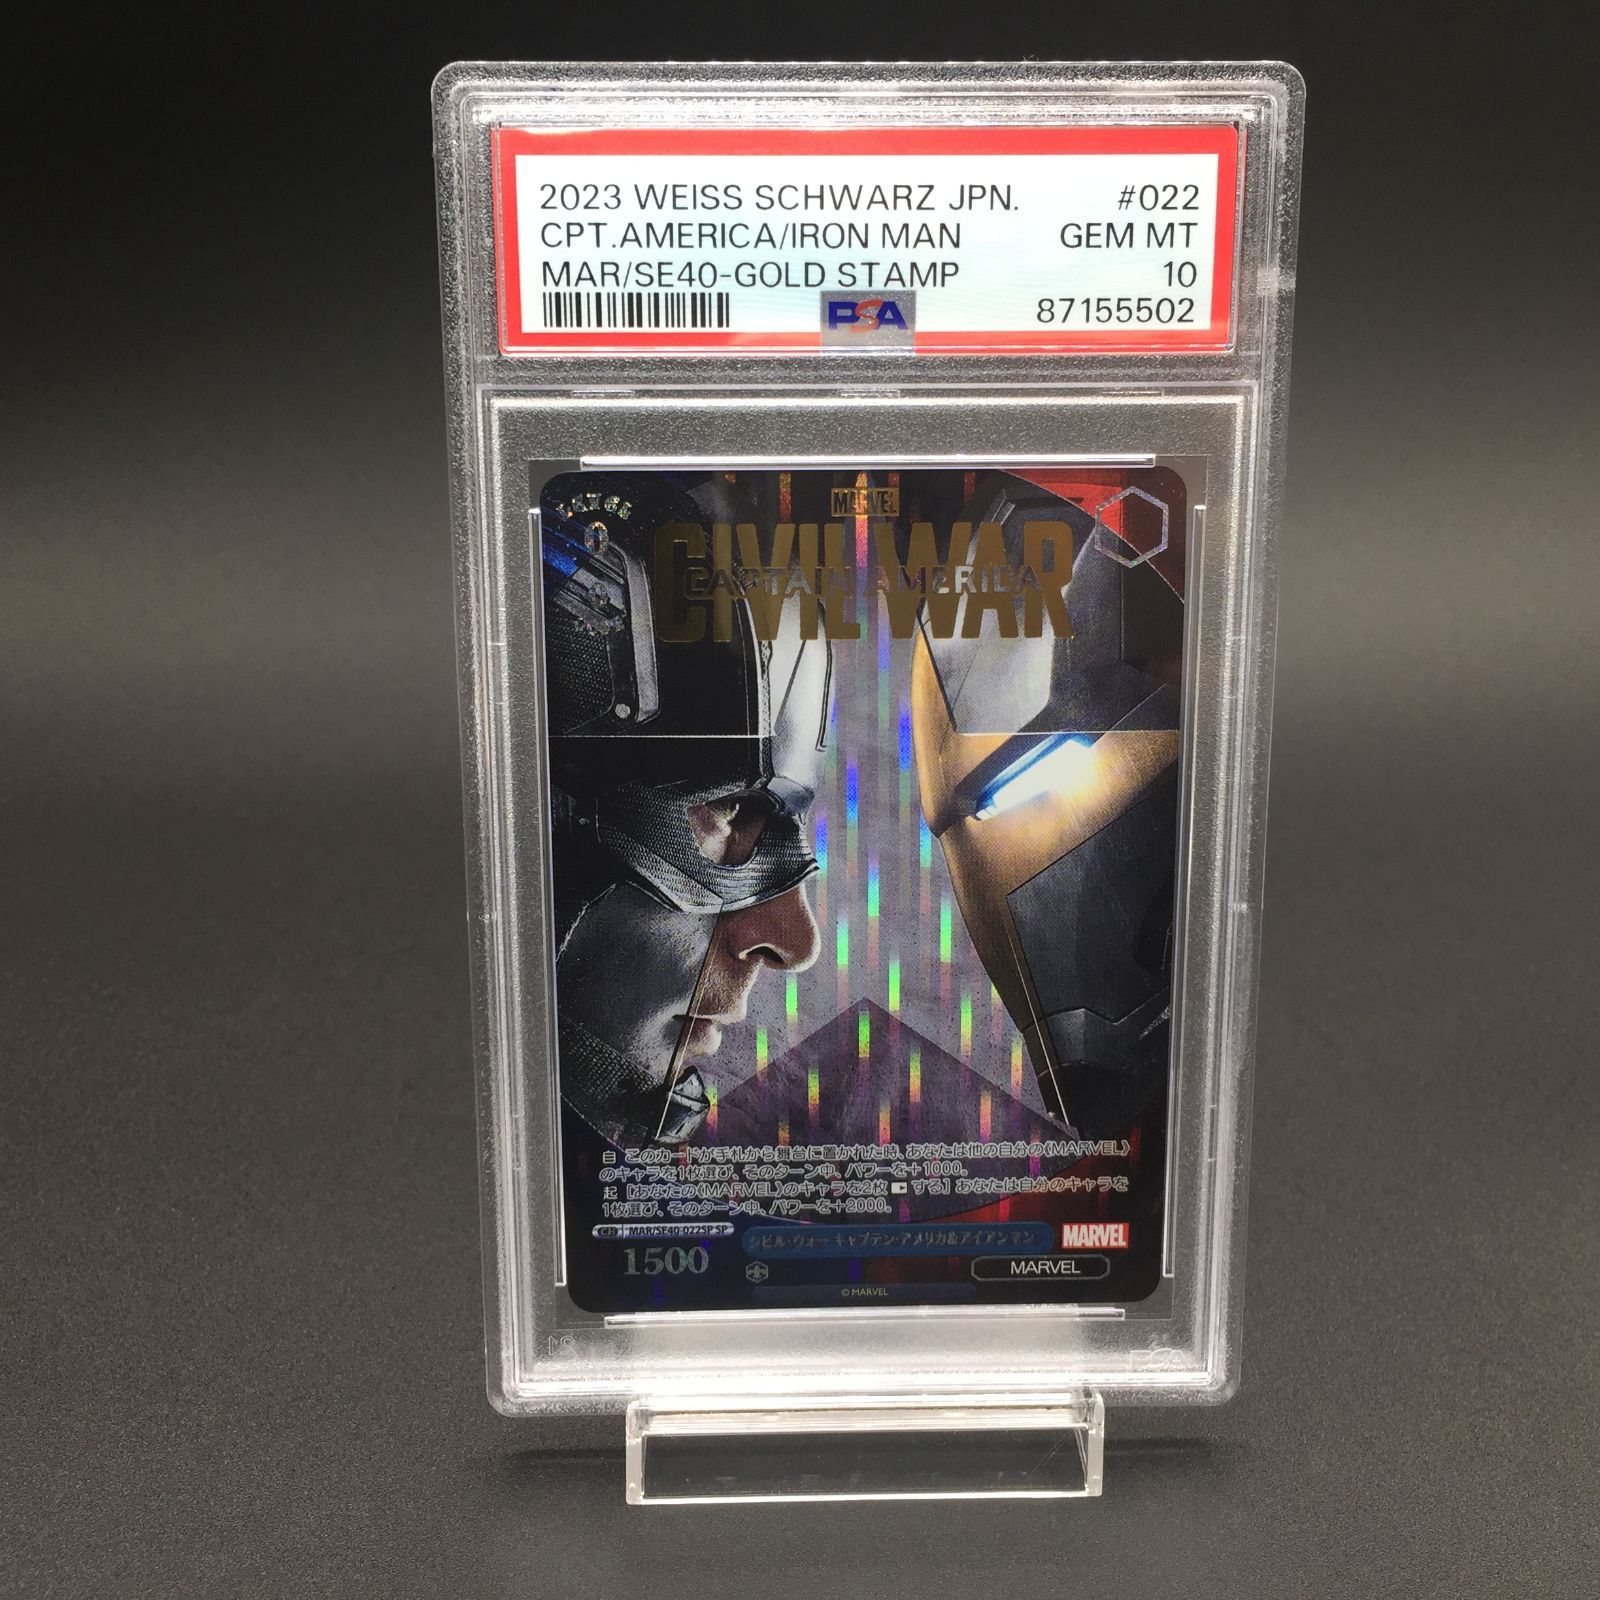 2023 WEISS SCHWARZ JPN. #022
CPT.AMERICA/IRON MAN GEM MT
MAR/SE40-GOLD STAMP 10
PSA 87155502
LEVEL
0
0
MARVEL
CIVIL WAR
CAPTAIN AMERICA
自 このカードが手札から舞台に置かれた時、あなたは他の自分の《MARVEL》
のキャラを1枚選び、そのターン中、パワーを+1000。
起 [あなたの《MARVEL》のキャラを2枚 する] あなたは自分のキャラを
1枚選び、そのターン中、パワーを+2000。
CH MAR/SE40-022SP SP
シビル・ウォー キャプテン・アメリカ&アイアンマン MARVEL
1500
MARVEL
© MARVEL